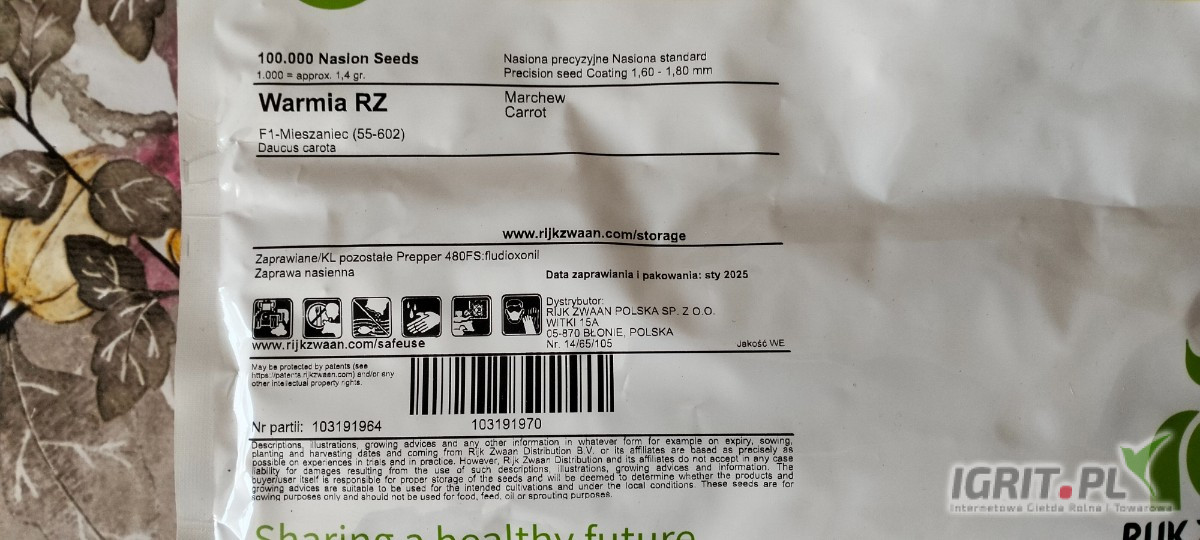 100.000 Nasion Seeds
1.000 = approx. 1,4 gr.
Nasiona precyzyjne Nasiona standard
Precision seed Coating 1,60 - 1,80 mm
Warmia RZ
Marchew
Carrot
F1-Mieszaniec (55-602)
Daucus carota
www.rijkzwaan.com/storage
Zaprawiane/KL pozostałe Prepper 480FS:fludioxonil
Zaprawa nasienna
Data zaprawiania i pakowania: sty 2025
Dystrybutor:
RIJK ZWAAN POLSKA SP. Z O.O.
WITKI 15A
05-870 BŁONIE, POLSKA
Nr. 14/65/105
Jakość WE
www.rijkzwaan.com/safeuse
May be protected by patents (see
https://patents.rijkzwaan.com) and/or any
other intellectual property rights.
Nr partii: 103191964
103191970
Descriptions, illustrations, growing advices and any other information in whatever form for example on expiry, sowing,
planting and harvesting dates and coming from Rijk Zwaan Distribution B.V. or its affiliates are based as precisely as
possible on experiences in trials and in practice. However, Rijk Zwaan Distribution and its affiliates do not accept in any case
liability for damages resulting from the use of such descriptions, illustrations, growing advices and information. The
buyer/user itself is responsible for proper storage of the seeds and will be deemed to determine whether the products and
growing advices are suitable to be used for the intended cultivations and under the local conditions. These seeds are for
sowing purposes only and should not be used for food, feed, oil or sprouting purposes.
Sharing a healthy future
IGRIT.PL
Internetowa Giełda Rolna i Towarowa
RIJK